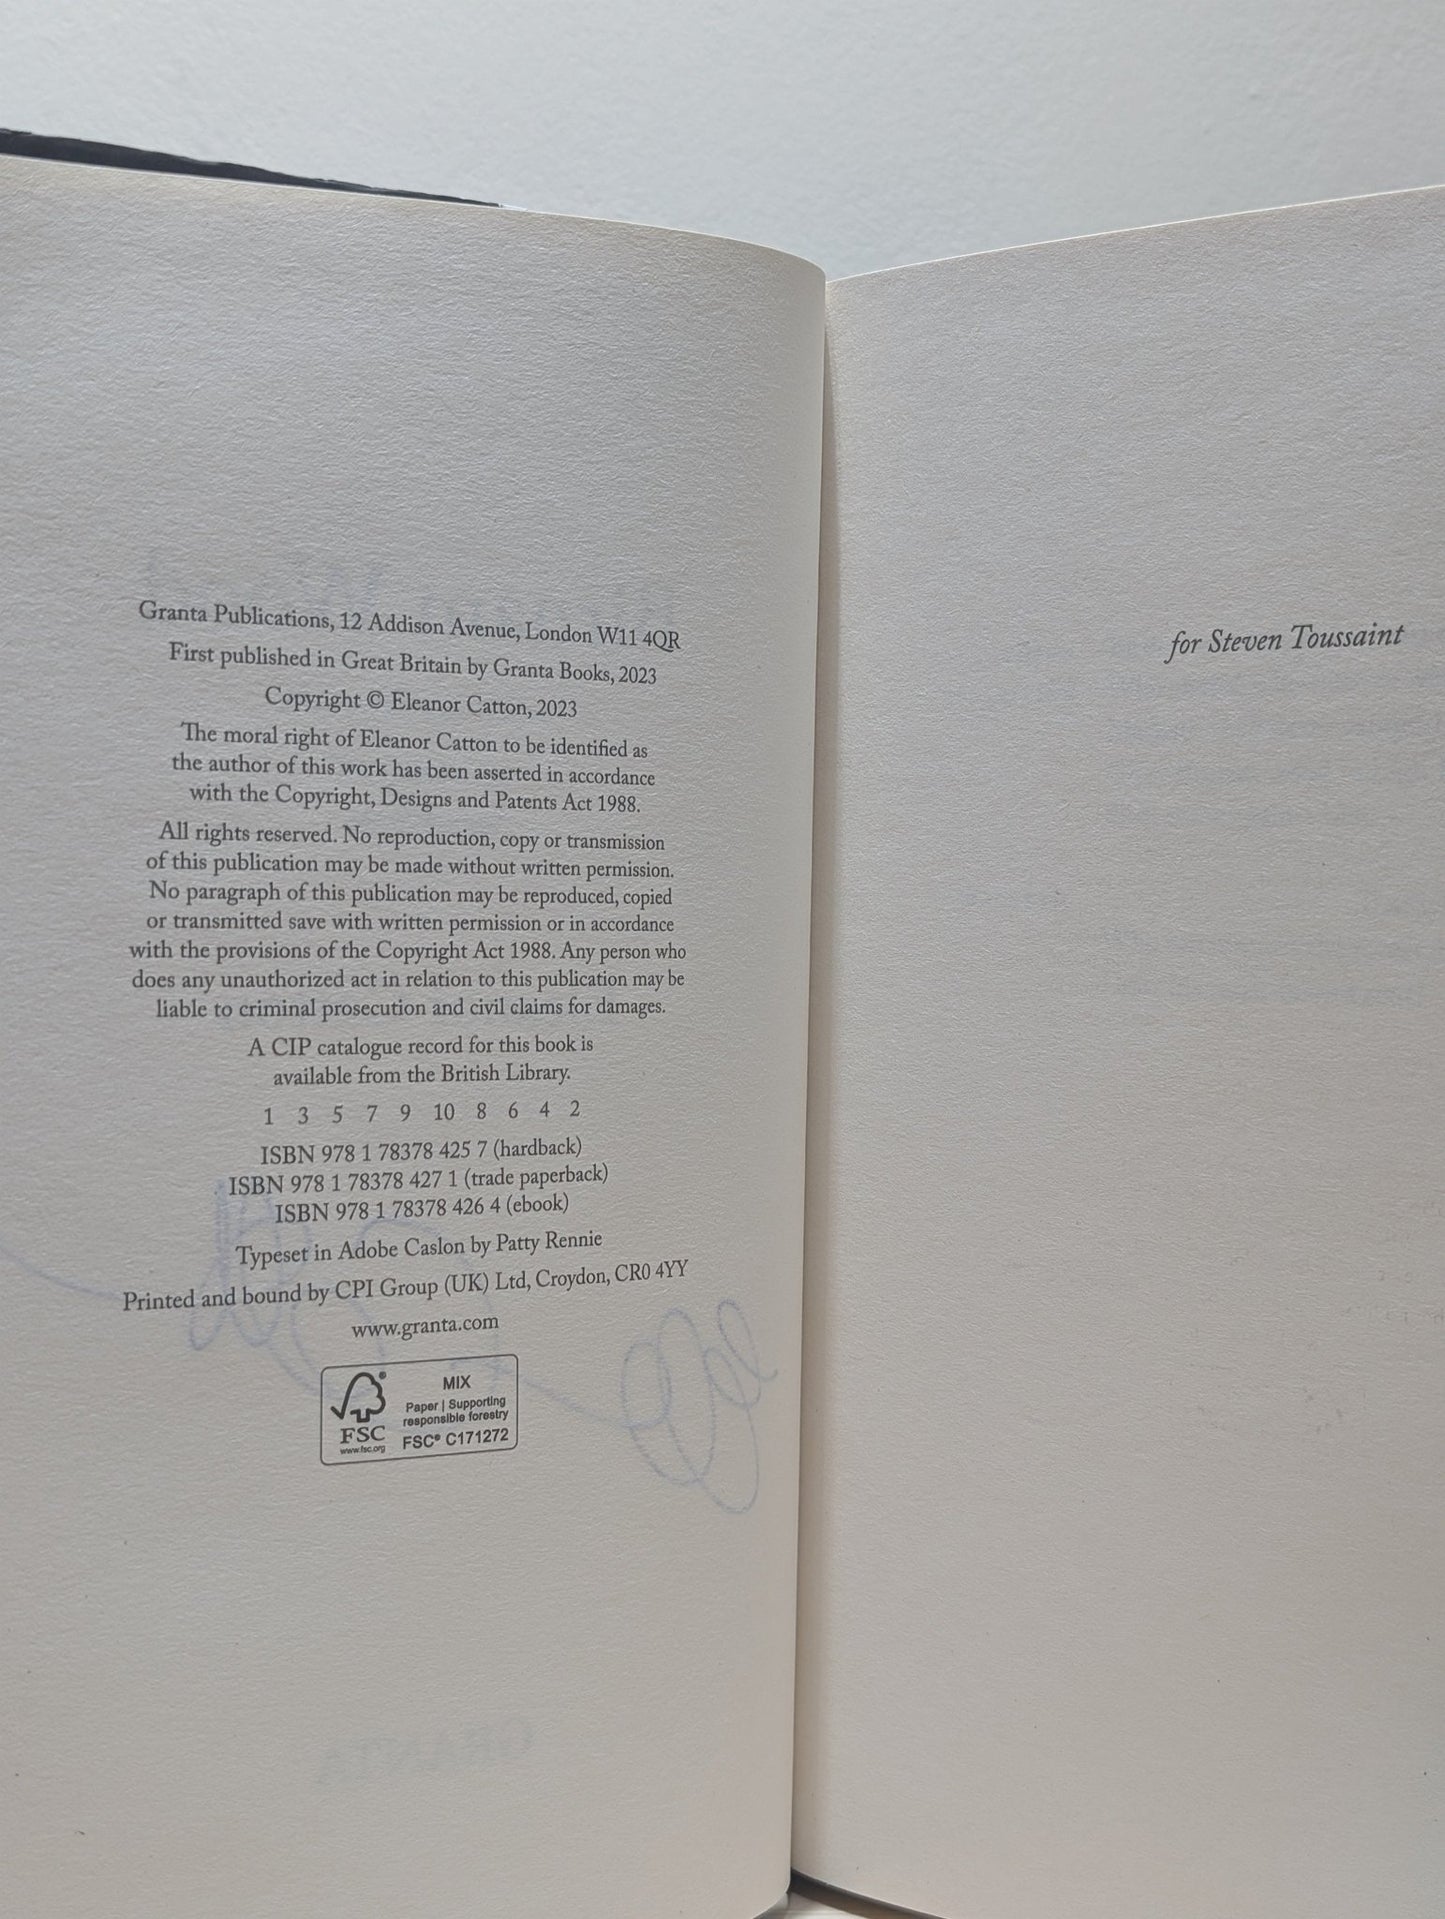 Granta Publications, 12 Addison Avenue, London W11 4QR
First published in Great Britain by Granta Books, 2023
Copyright © Eleanor Catton, 2023
The moral right of Eleanor Catton to be identified as
the author of this work has been asserted in accordance
with the Copyright, Designs and Patents Act 1988.
All rights reserved. No reproduction, copy or transmission
of this publication may be made without written permission.
No paragraph of this publication may be reproduced, copied
or transmitted save with written permission or in accordance
with the provisions of the Copyright Act 1988. Any person who
does any unauthorized act in relation to this publication may be
liable to criminal prosecution and civil claims for damages.
A CIP catalogue record for this book is
available from the British Library.
1 3 5 7 9 10 8 6 4 2
ISBN 978 1 78378 425 7 (hardback)
ISBN 978 1 78378 427 1 (trade paperback)
ISBN 978 1 78378 426 4 (ebook)
Typeset in Adobe Caslon by Patty Rennie
Printed and bound by CPI Group (UK) Ltd, Croydon, CR0 4YY
www.granta.com
FSC®
www.fsc.org
MIX
Paper | Supporting
responsible forestry
FSC® C171272
for Steven Toussaint